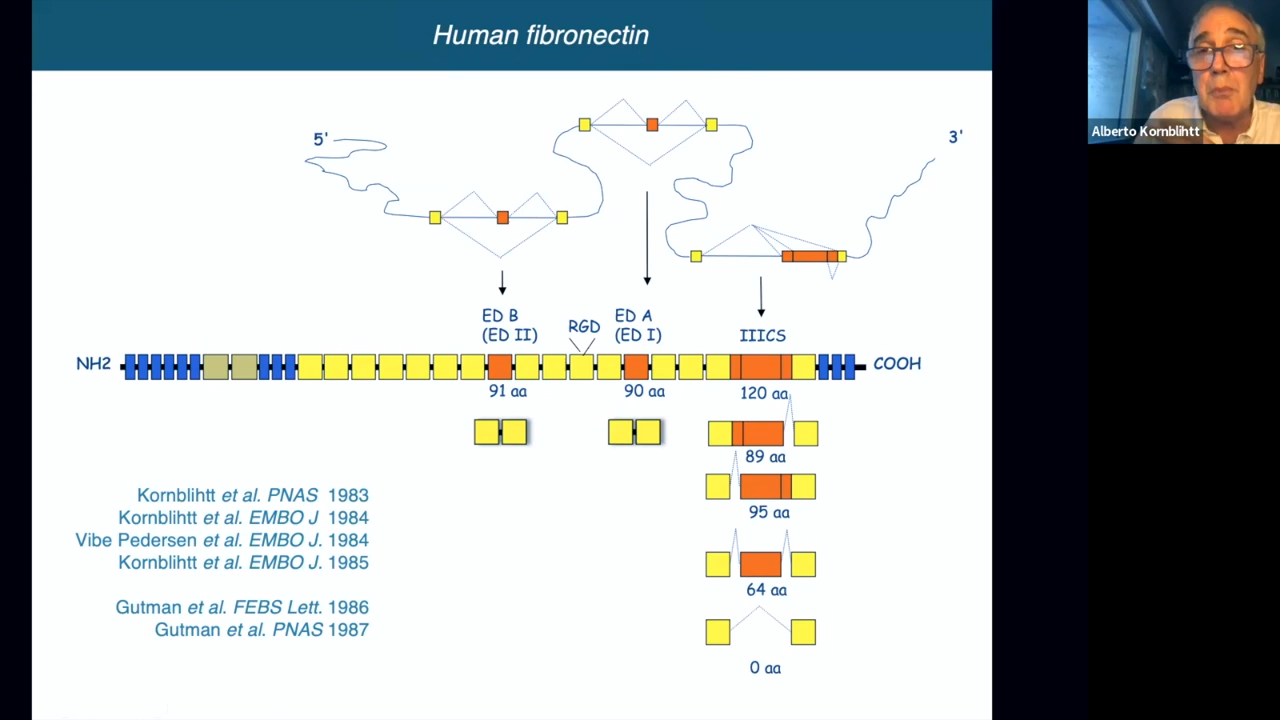 Human fibronectin
Alberto Kornblihtt
5'
3'
ED B
(ED II)
RGD
ED A
(ED I)
IIICS
NH2
COOH
91 aa
90 aa
120 aa
89 aa
95 aa
64 aa
0 aa
Kornblihtt et al. PNAS 1983
Kornblihtt et al. EMBO J 1984
Vibe Pedersen et al. EMBO J. 1984
Kornblihtt et al. EMBO J. 1985
Gutman et al. FEBS Lett. 1986
Gutman et al. PNAS 1987